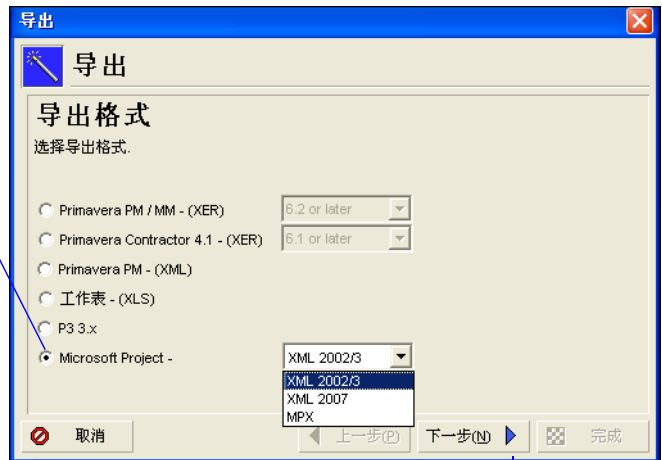 导出
导出
导出格式
选择导出格式.
Primavera PM / MM - (XER) 6.2 or later
Primavera Contractor 4.1 - (XER) 6.1 or later
Primavera PM - (XML)
工作表 - (XLS)
P3 3.x
Microsoft Project - XML 2002/3
XML 2002/3
XML 2007
MPX
取消 上一步(P) 下一步(N) 完成